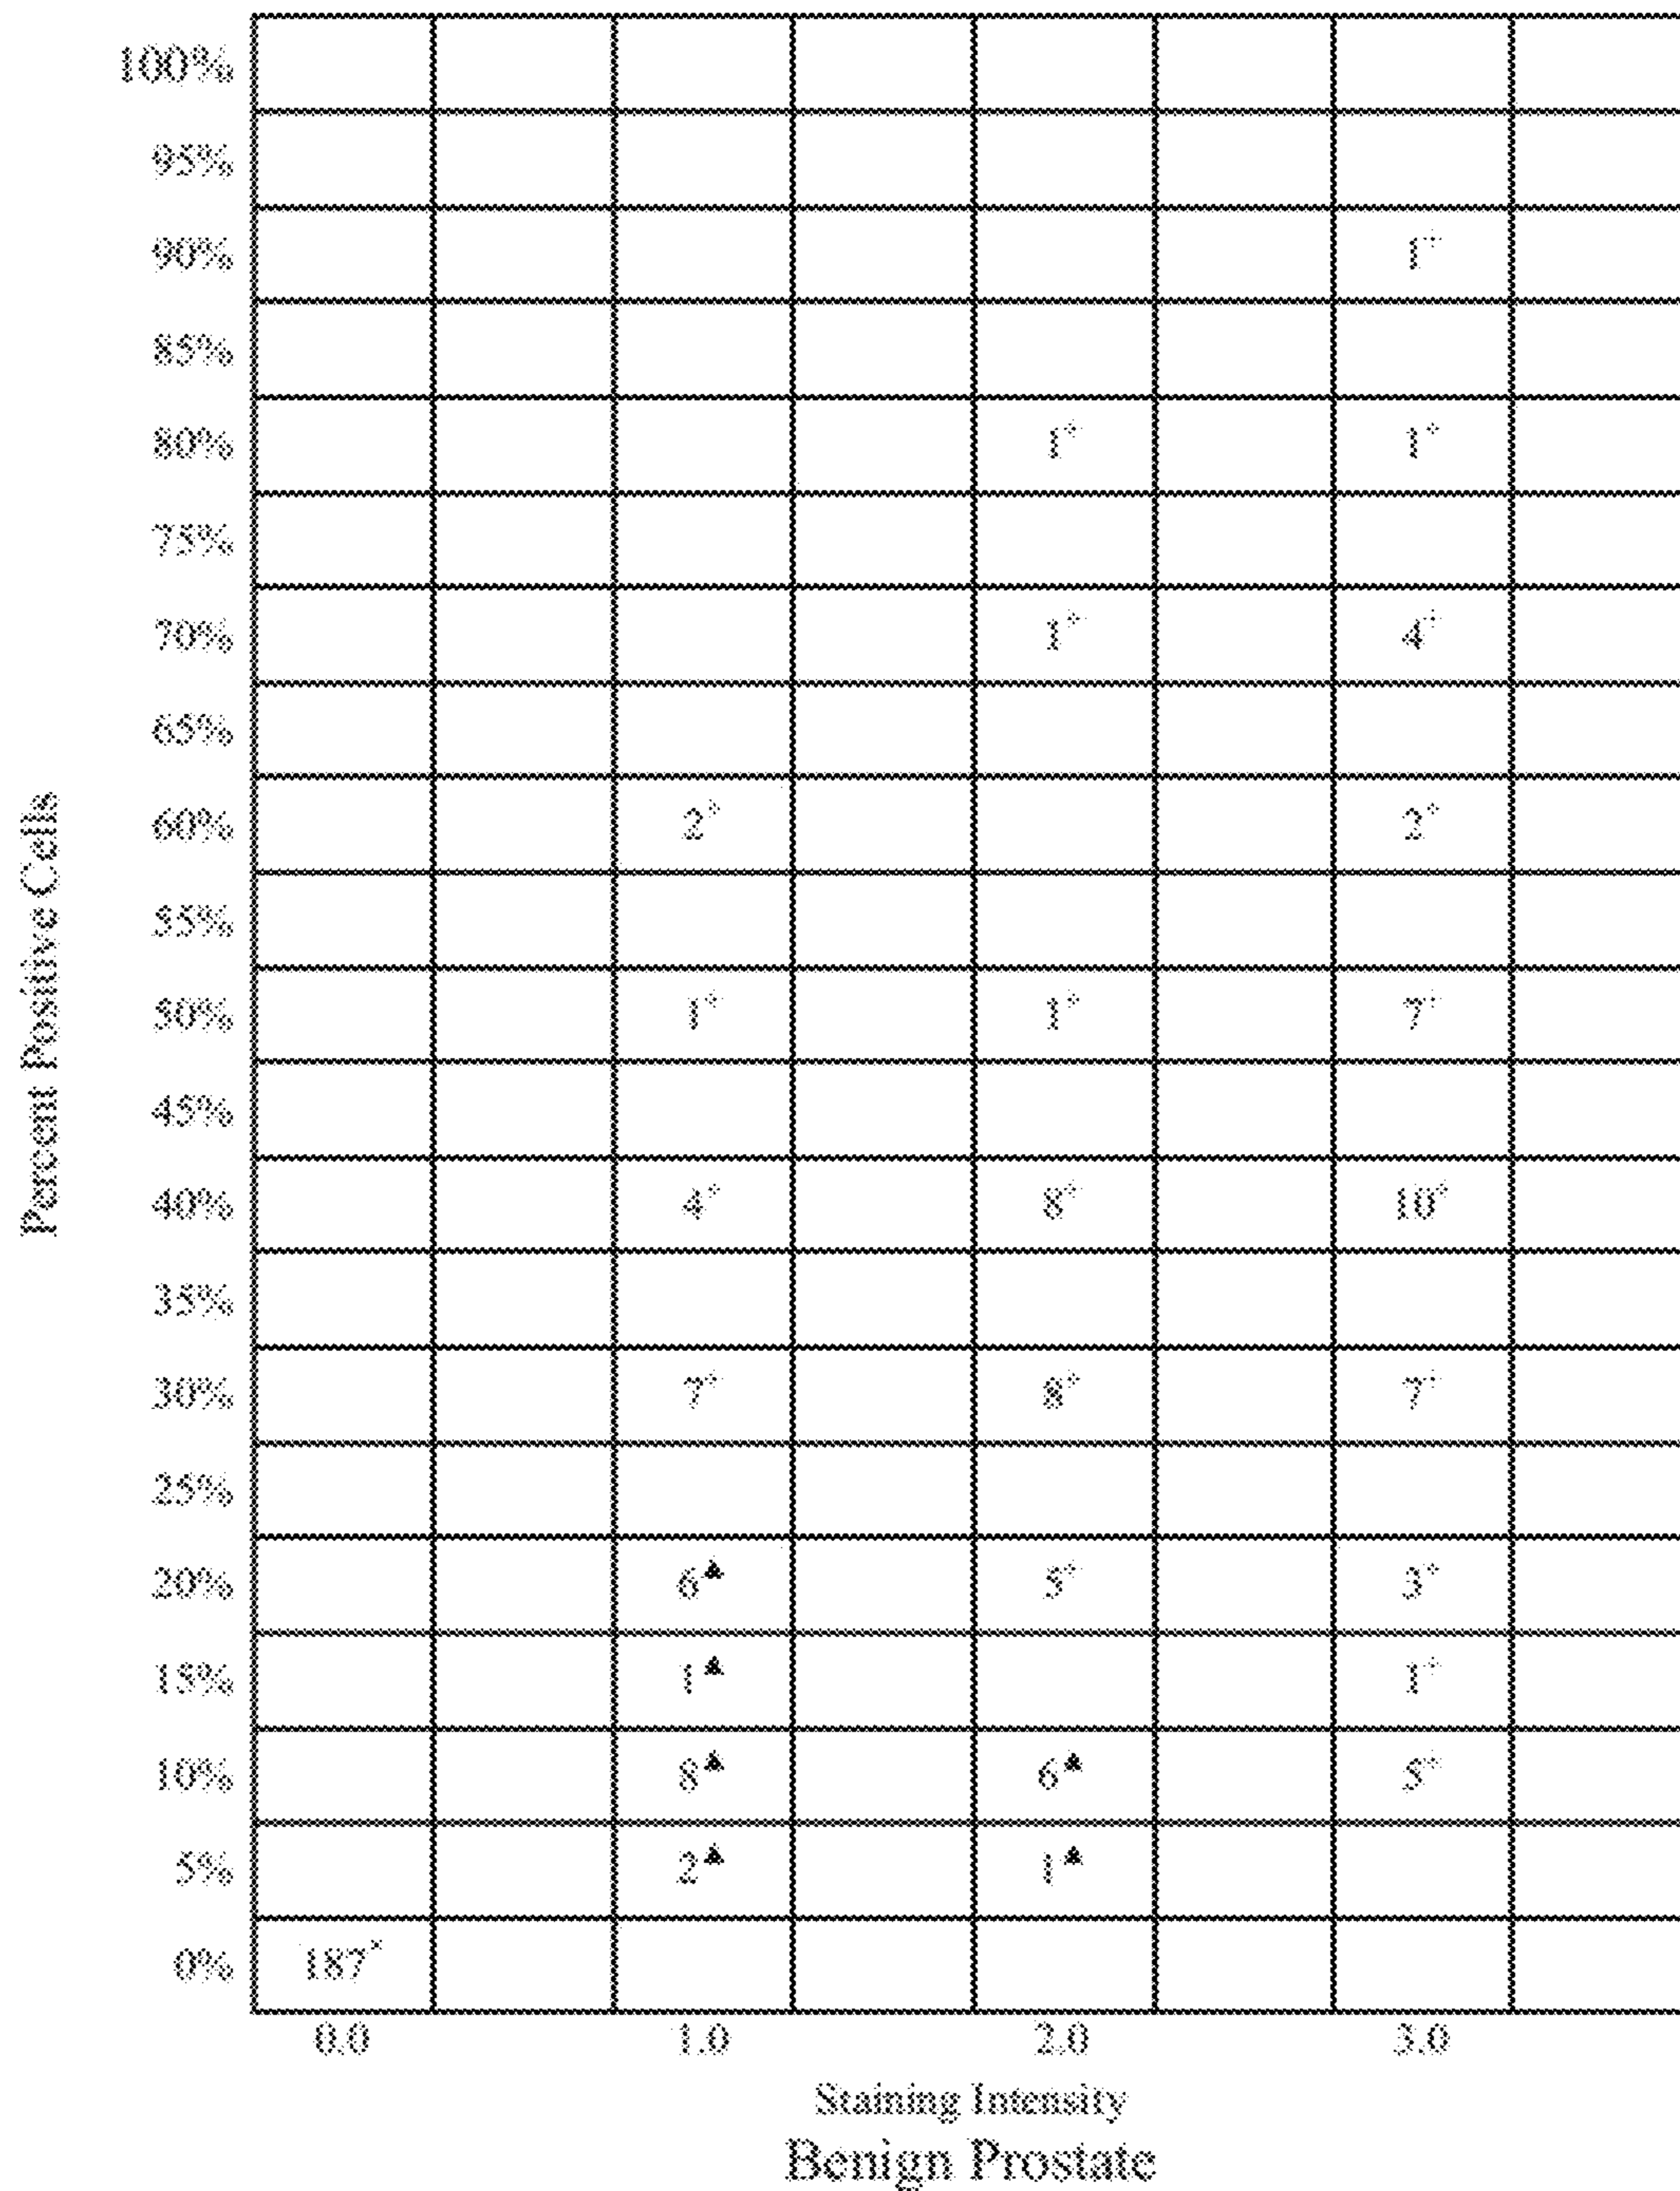 100%
95%
90% 1+
85%
80% 1+ 1+
75%
70% 1+ 4+
65%
60% 2+ 2+
55%
50% 1+ 1+ 7+
45%
40% 4+ 8+ 10+
35%
30% 7+ 8+ 7+
25%
20% 6▲ 5+ 3+
15% 1▲ 1+
10% 8▲ 6▲ 5+
5% 2▲ 1▲
0% 187*
0.0 1.0 2.0 3.0
Percent Positive Cells
Staining Intensity
Benign Prostate